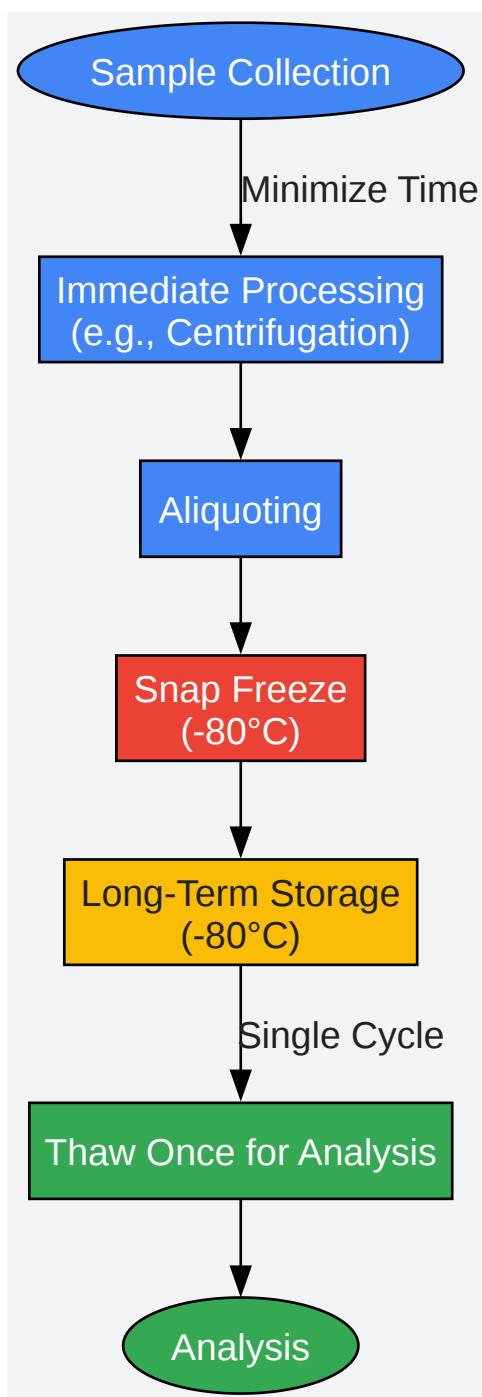 Sample Collection
Minimize Time
Immediate Processing
(e.g., Centrifugation)
Aliquoting
Snap Freeze
(-80°C)
Long-Term Storage
(-80°C)
Single Cycle
Thaw Once for Analysis
Analysis